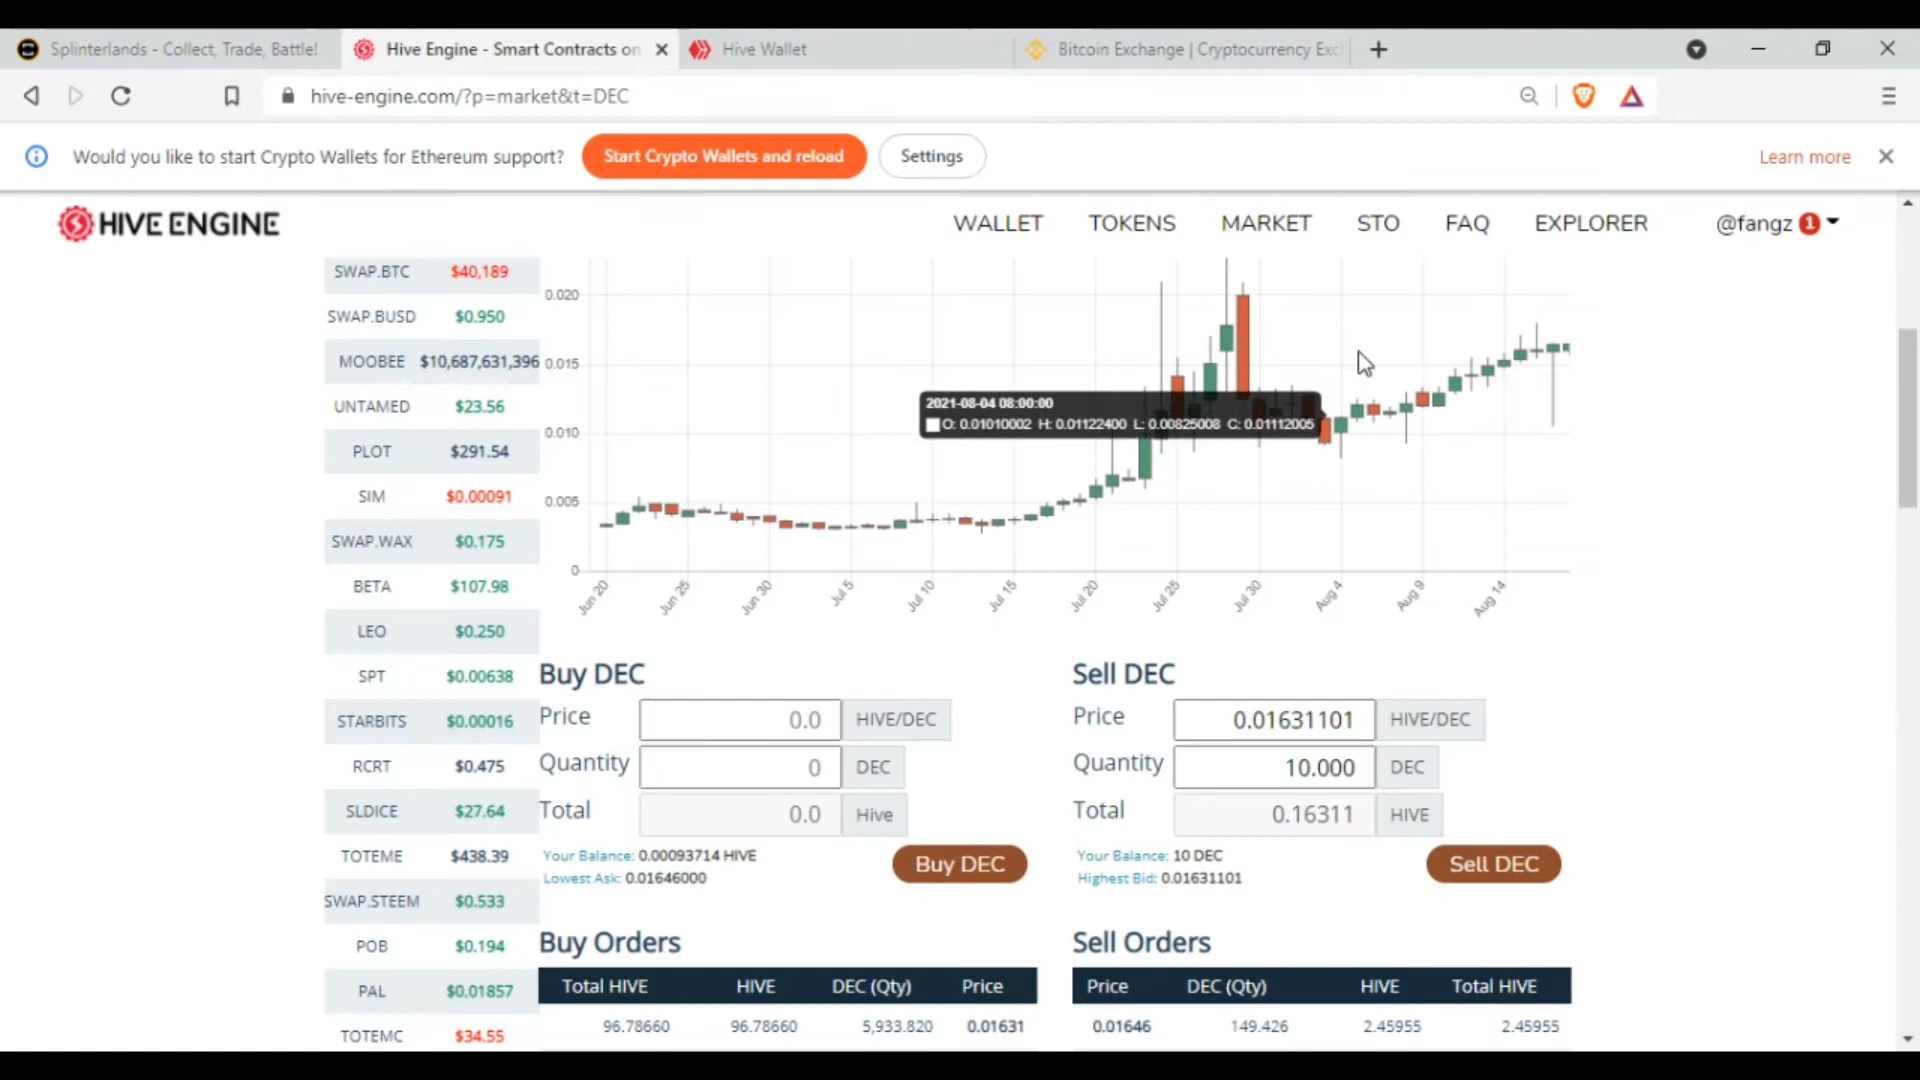 Splinterlands - Collect, Trade, Battle!
Hive Engine - Smart Contracts on
Hive Wallet
Bitcoin Exchange | Cryptocurrency Exc
hive-engine.com/?p=market&t=DEC
Would you like to start Crypto Wallets for Ethereum support?
Start Crypto Wallets and reload
Settings
Learn more
HIVE ENGINE
WALLET TOKENS MARKET STO FAQ EXPLORER @fangz 1
SWAP.BTC $40,189
SWAP.BUSD $0.950
MOOBEE $10,687,631,396
UNTAMED $23.56
PLOT $291.54
SIM $0.00091
SWAP.WAX $0.175
BETA $107.98
LEO $0.250
SPT $0.00638
STARBITS $0.00016
RCRT $0.475
SLDICE $27.64
TOTEME $438.39
SWAP.STEEM $0.533
POB $0.194
PAL $0.01857
TOTEMC $34.55
0.020
0.015
0.010
0.005
0
2021-08-04 08:00:00
O: 0.01010002 H: 0.01122400 L: 0.00825008 C: 0.01112005
Jun 20 Jun 25 Jun 30 Jul 5 Jul 10 Jul 15 Jul 20 Jul 25 Jul 30 Aug 4 Aug 9 Aug 14
Buy DEC
Price 0.0 HIVE/DEC
Quantity 0 DEC
Total 0.0 Hive
Your Balance: 0.00093714 HIVE
Lowest Ask: 0.01646000
Buy DEC
Sell DEC
Price 0.01631101 HIVE/DEC
Quantity 10.000 DEC
Total 0.16311 HIVE
Your Balance: 10 DEC
Highest Bid: 0.01631101
Sell DEC
Buy Orders
Total HIVE HIVE DEC (Qty) Price
96.78660 96.78660 5,933.820 0.01631
Sell Orders
Price DEC (Qty) HIVE Total HIVE
0.01646 149.426 2.45955 2.45955